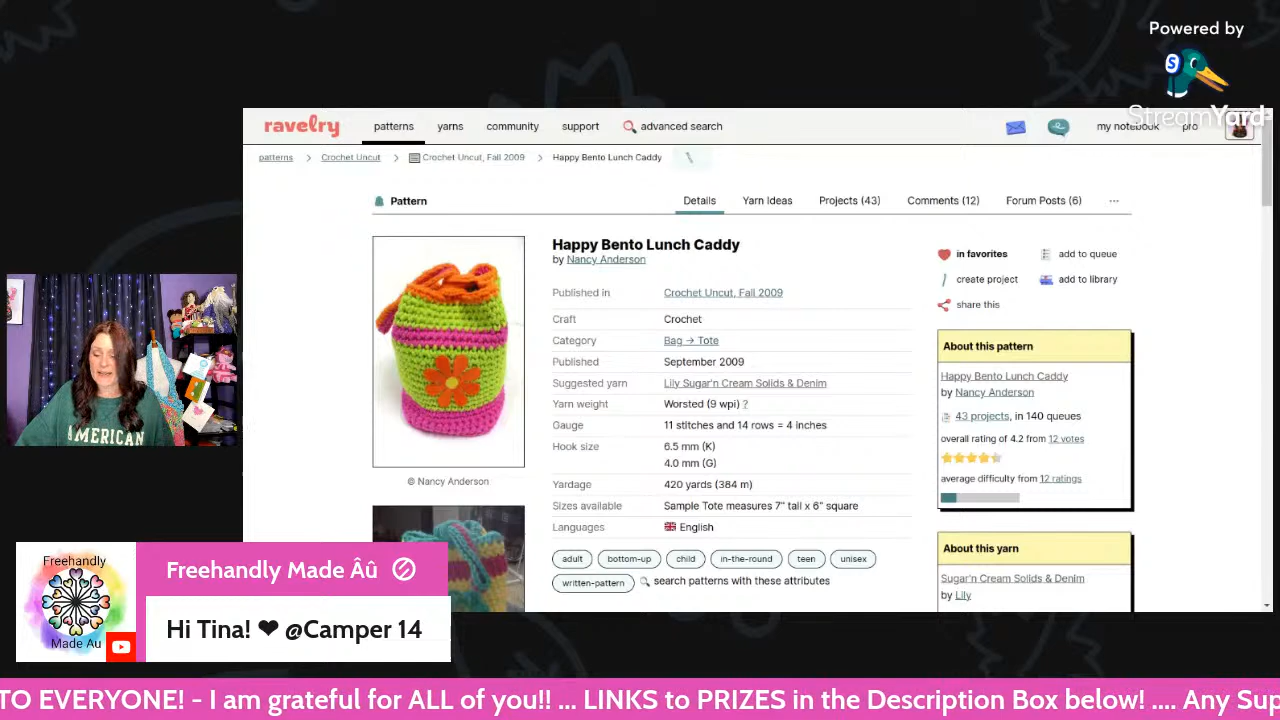 Powered by
StreamYard
ravelry patterns yarns community support advanced search my notebook pro
patterns > Crochet Uncut > Crochet Uncut, Fall 2009 > Happy Bento Lunch Caddy
Pattern Details Yarn Ideas Projects (43) Comments (12) Forum Posts (6) ...
Happy Bento Lunch Caddy
by Nancy Anderson
Published in Crochet Uncut, Fall 2009
Craft Crochet
Category Bag → Tote
Published September 2009
Suggested yarn Lily Sugar'n Cream Solids & Denim
Yarn weight Worsted (9 wpi) ?
Gauge 11 stitches and 14 rows = 4 inches
Hook size 6.5 mm (K)
4.0 mm (G)
Yardage 420 yards (384 m)
Sizes available Sample Tote measures 7" tall x 6" square
Languages English
adult bottom-up child in-the-round teen unisex
written-pattern search patterns with these attributes
© Nancy Anderson
in favorites add to queue
create project add to library
share this
About this pattern
Happy Bento Lunch Caddy
by Nancy Anderson
43 projects, in 140 queues
overall rating of 4.2 from 12 votes
average difficulty from 12 ratings
About this yarn
Sugar'n Cream Solids & Denim
by Lily
AMERICAN
Freehandly
Made Au
Freehandly Made Âû
Hi Tina! ❤ @Camper 14
TO EVERYONE! - I am grateful for ALL of you!! ... LINKS to PRIZES in the Description Box below! .... Any Sup